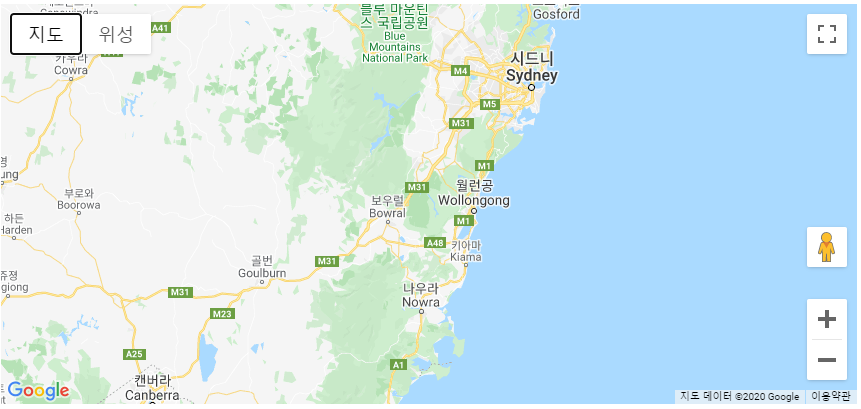 지도
위성
A41
블루 마운틴
스 국립공원
Blue
Mountains
National Park
Gosford
카우라
Cowra
시드니
Sydney
M4
M5
M31
M1
영
ung
부로와
Boorowa
M31
보우럴
Bowral
월런공
Wollongong
하든
Harden
M1
A48
키아마
Kiama
골번
Goulburn
M31
쥬졍
giong
M31
M23
나우라
Nowra
A25
A1
캔버라
Canberra
Google
지도 데이터 ©2020 Google
이용약관